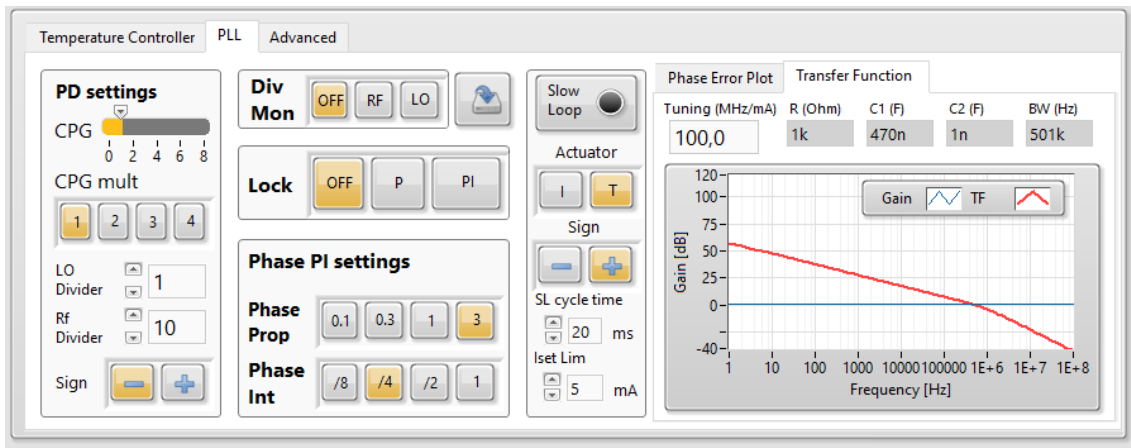 Temperature Controller PLL Advanced
PD settings
CPG
0 2 4 6 8
CPG mult
1 2 3 4
LO Divider 1
Rf Divider 10
Sign
Div Mon OFF RF LO
Lock OFF P PI
Phase PI settings
Phase Prop 0.1 0.3 1 3
Phase Int /8 /4 /2 1
Slow Loop
Actuator
I T
Sign
SL cycle time
20 ms
Iset Lim
5 mA
Phase Error Plot Transfer Function
Tuning (MHz/mA) R (Ohm) C1 (F) C2 (F) BW (Hz)
100,0 1k 470n 1n 501k
Gain TF
Gain [dB]
120-
100-
75-
50-
25-
0-
-
-40-
1 10 100 1000 10000 100000 1E+6 1E+7 1E+8
Frequency [Hz]